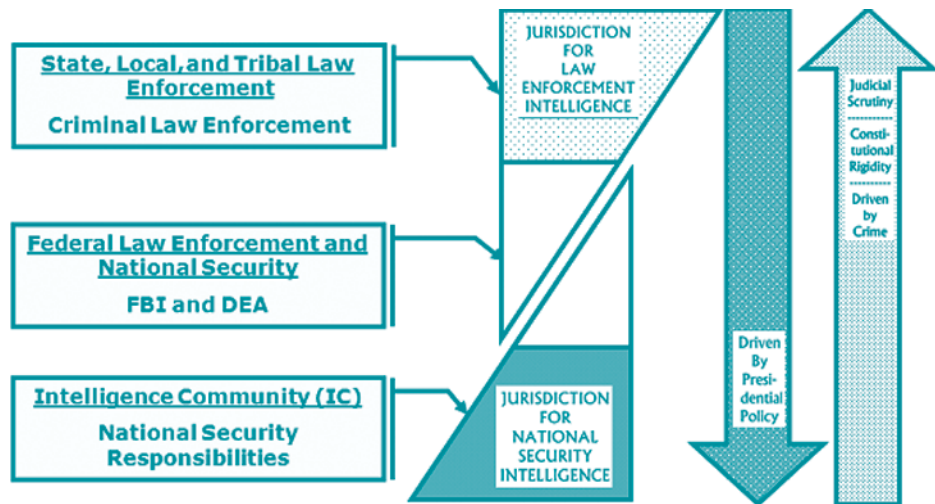 State, Local,and Tribal Law
Enforcement
Criminal Law Enforcement
Federal Law Enforcement and
National Security
FBI and DEA
Intelligence Community (IC)
National Security
Responsibilities
JURISDICTION
FOR
LAW
ENFORCEMENT
INTELLIGENCE
JURISDICTION
FOR
NATIONAL
SECURITY
INTELLIGENCE
Driven
By
Presi-
dential
Policy
Judicial
Scrutiny
Consti-
tutional
Rigidity
Driven
by
Crime